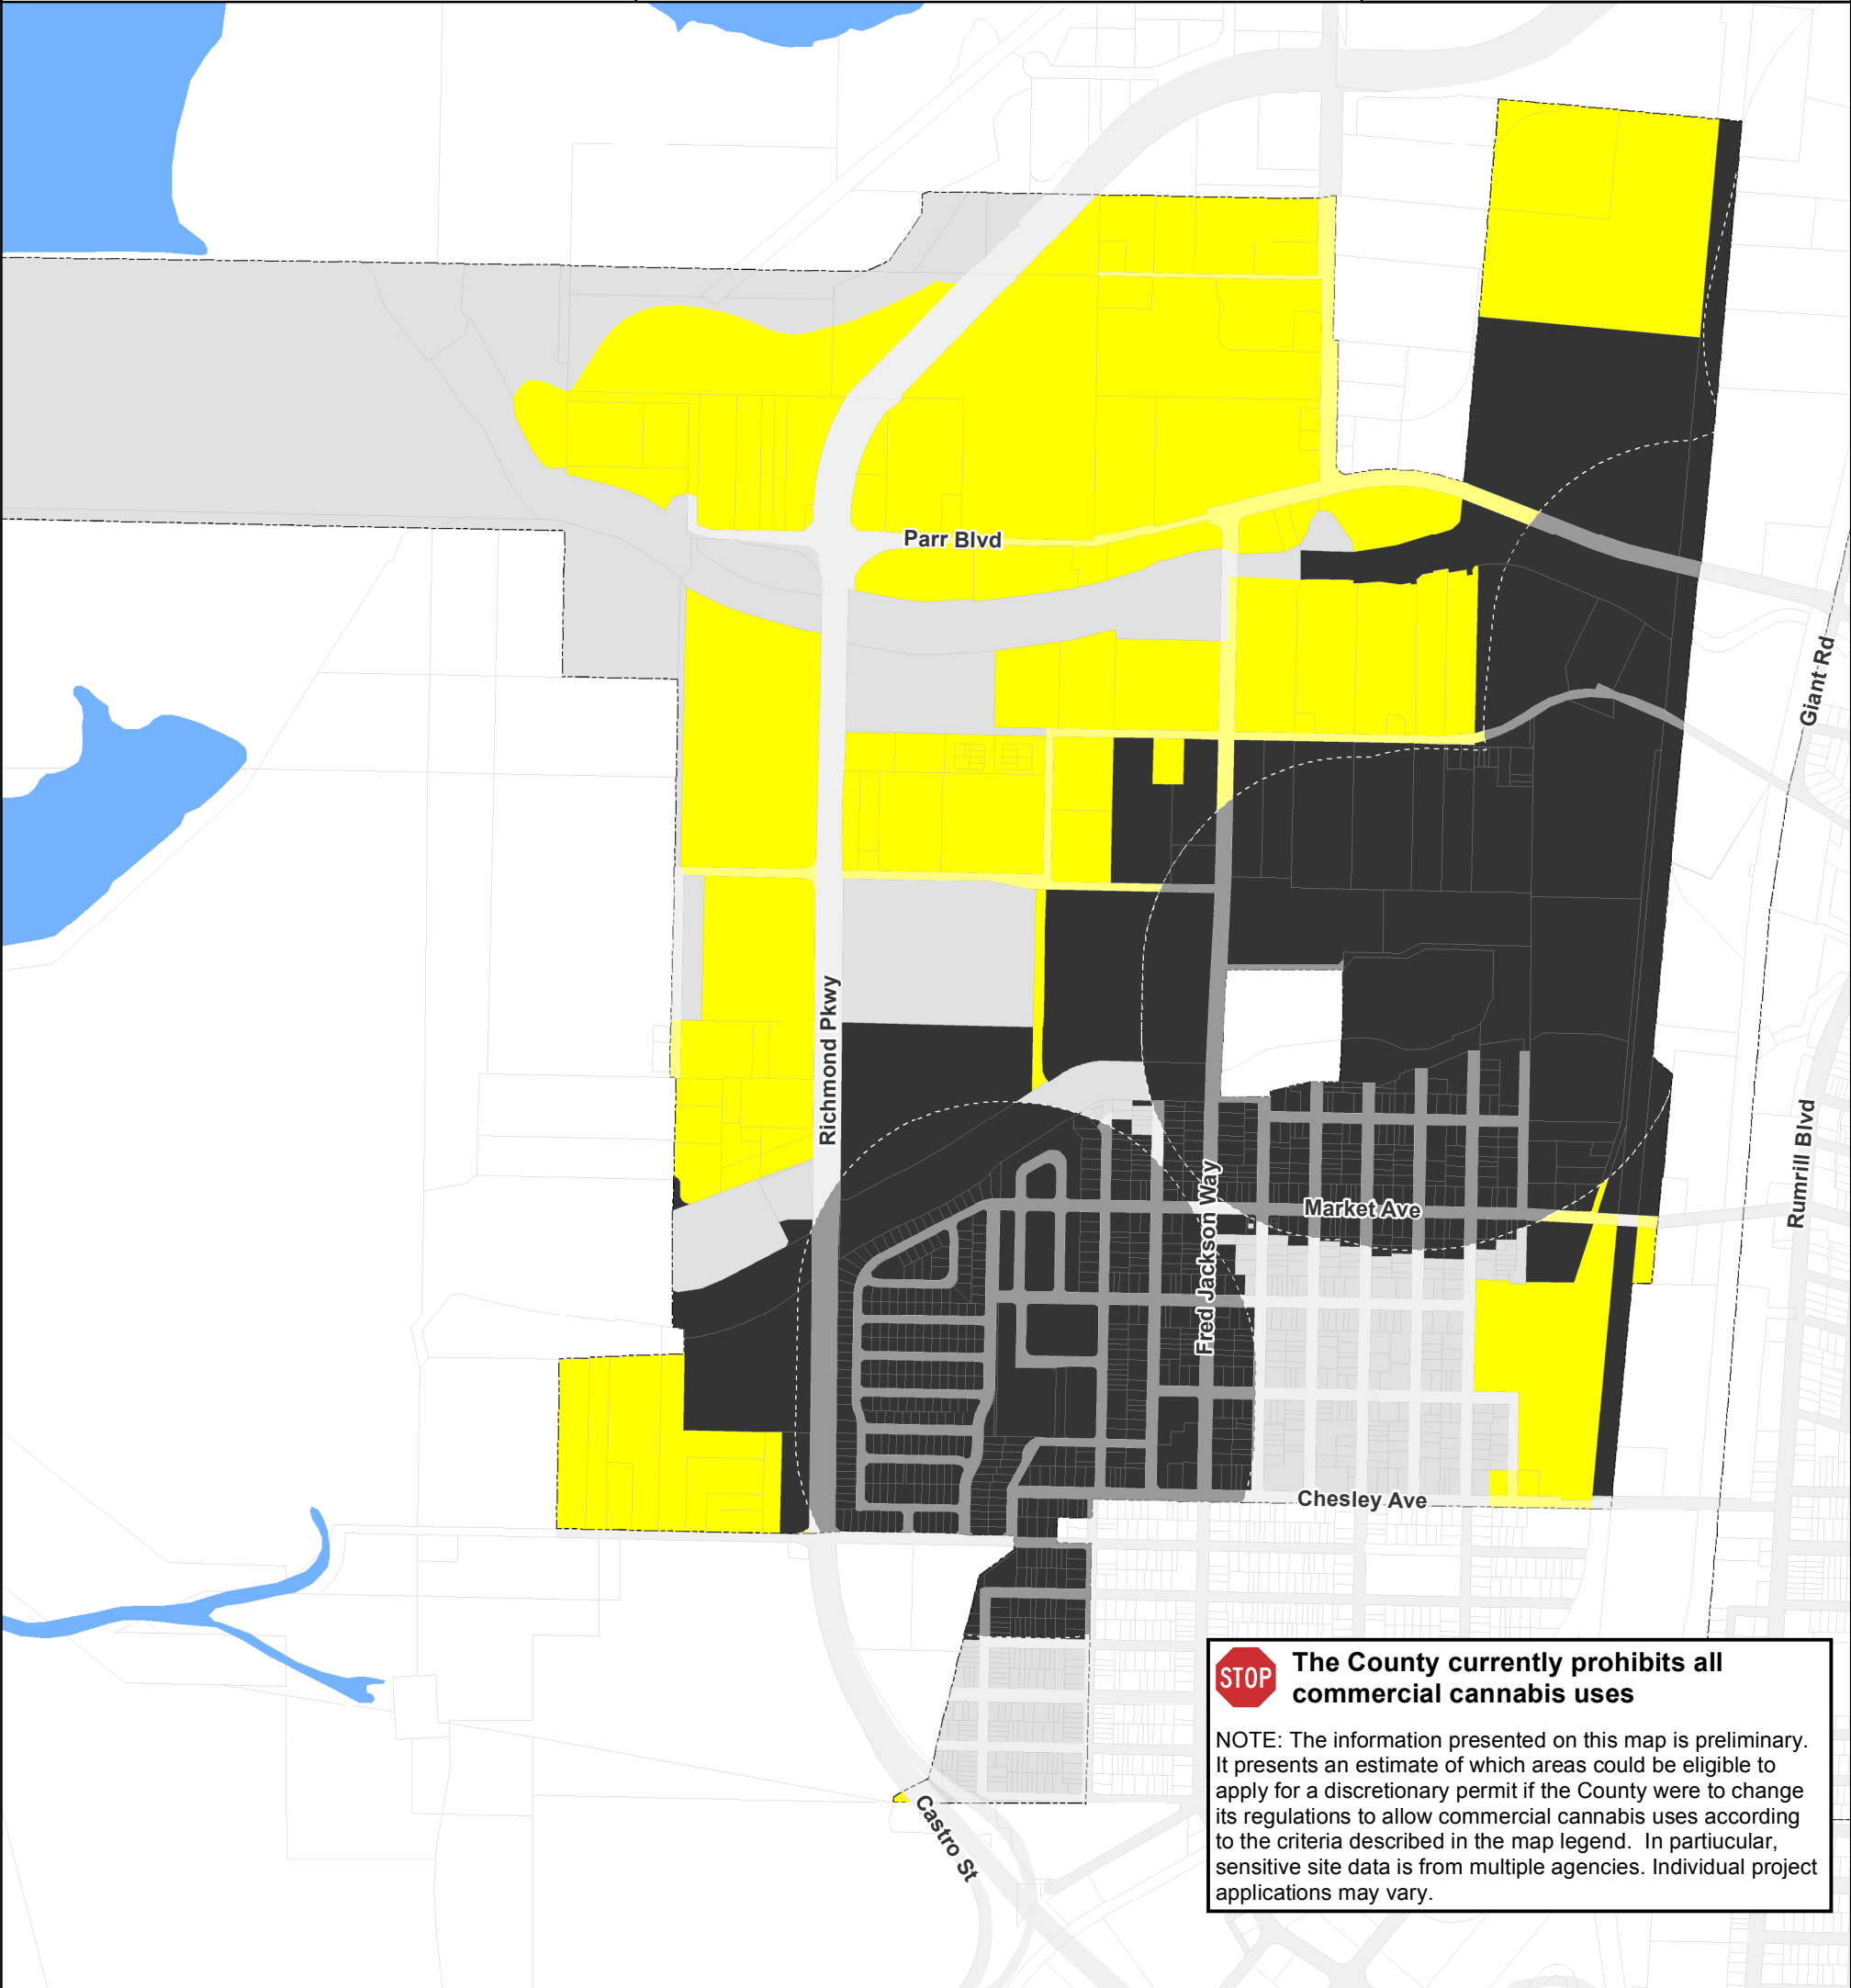 Parr Blvd
Giant Rd
Richmond Pkwy
Rumrill Blvd
Fred Jackson Way
Market Ave
Chesley Ave
Castro St
STOP
The County currently prohibits all
commercial cannabis uses
NOTE: The information presented on this map is preliminary.
It presents an estimate of which areas could be eligible to
apply for a discretionary permit if the County were to change
its regulations to allow commercial cannabis uses according
to the criteria described in the map legend.  In partiucular,
sensitive site data is from multiple agencies. Individual project
applications may vary.